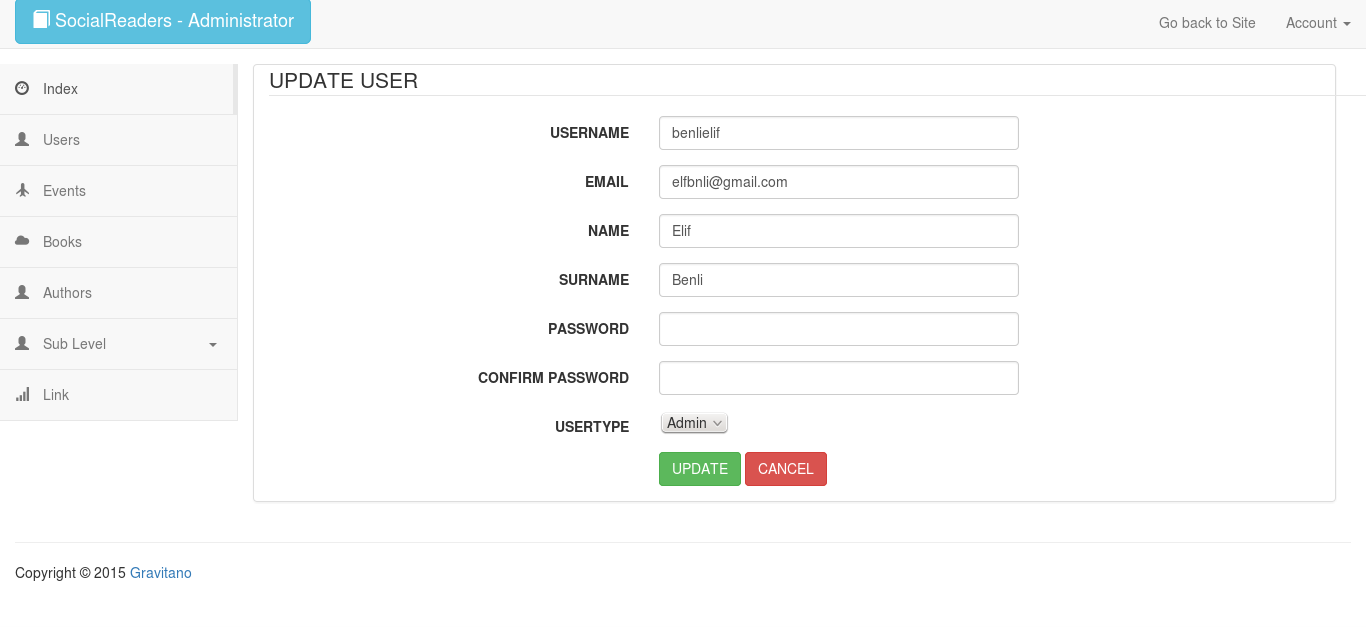 SocialReaders - Administrator
Go back to Site
Account
Index
Users
Events
Books
Authors
Sub Level
Link
UPDATE USER
USERNAME benlielif
EMAIL elfbnli@gmail.com
NAME Elif
SURNAME Benli
PASSWORD
CONFIRM PASSWORD
USERTYPE Admin
UPDATE CANCEL
Copyright © 2015 Gravitano